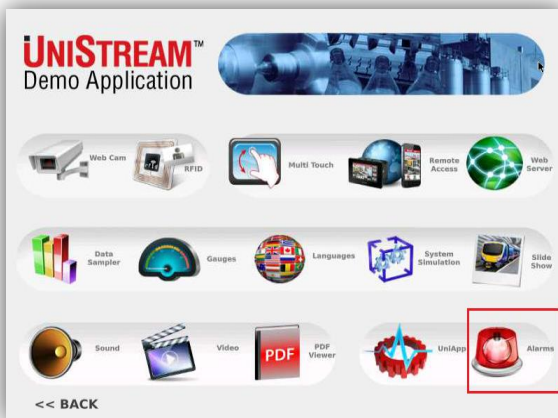 UNISTREAM™
Demo Application
Web Cam
RFID
Multi Touch
Remote
Access
Web
Server
Data
Sampler
Gauges
Languages
System
Simulation
Slide
Show
Sound
Video
PDF
PDF
Viewer
UniApp
Alarms
<< BACK